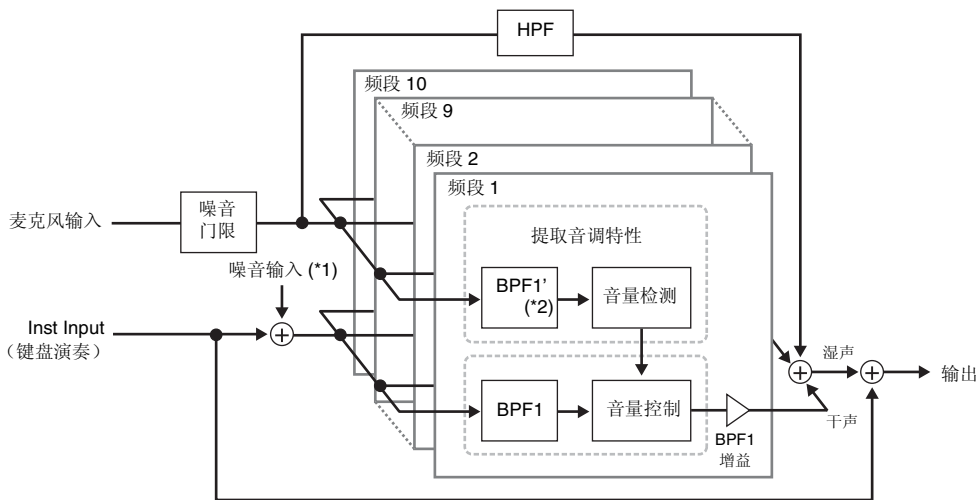 HPF
频段 10
频段 9
频段 2
频段 1
麦克风输入
噪音
门限
提取音调特性
噪音输入 (*1)
BPF1’
(*2)
音量检测
Inst Input
（键盘演奏）
湿声
输出
BPF1
音量控制
干声
BPF1
增益